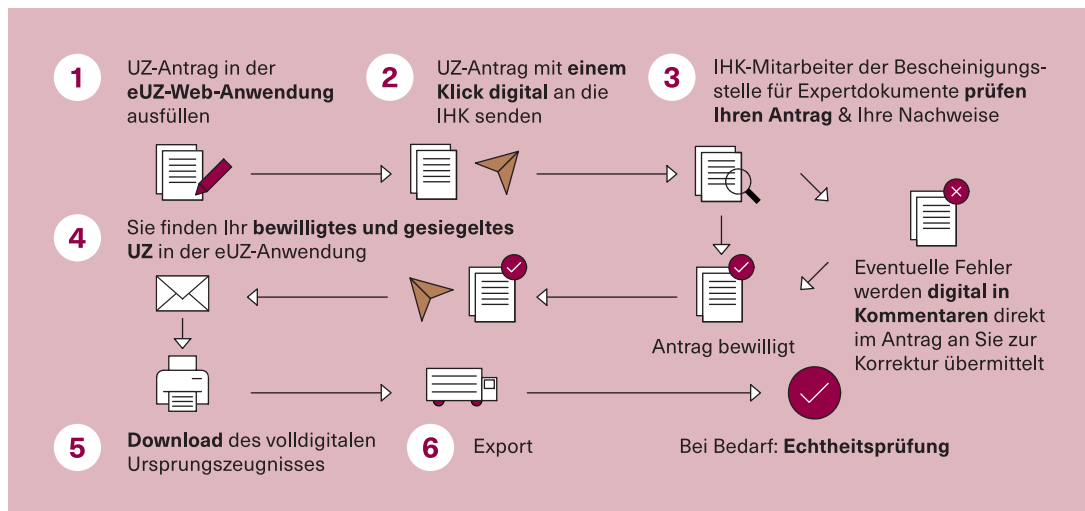 1
UZ-Antrag in der
eUZ-Web-Anwendung
ausfüllen
2
UZ-Antrag mit einem
Klick digital an die
IHK senden
3
IHK-Mitarbeiter der Bescheinigungs-
stelle für Expertdokumente prüfen
Ihren Antrag & Ihre Nachweise
Eventuelle Fehler
werden digital in
Kommentaren direkt
im Antrag an Sie zur
Korrektur übermittelt
Antrag bewilligt
4
Sie finden Ihr bewilligtes und gesiegeltes
UZ in der eUZ-Anwendung
5
Download des volldigitalen
Ursprungszeugnisses
6
Export
Bei Bedarf: Echtheitsprüfung